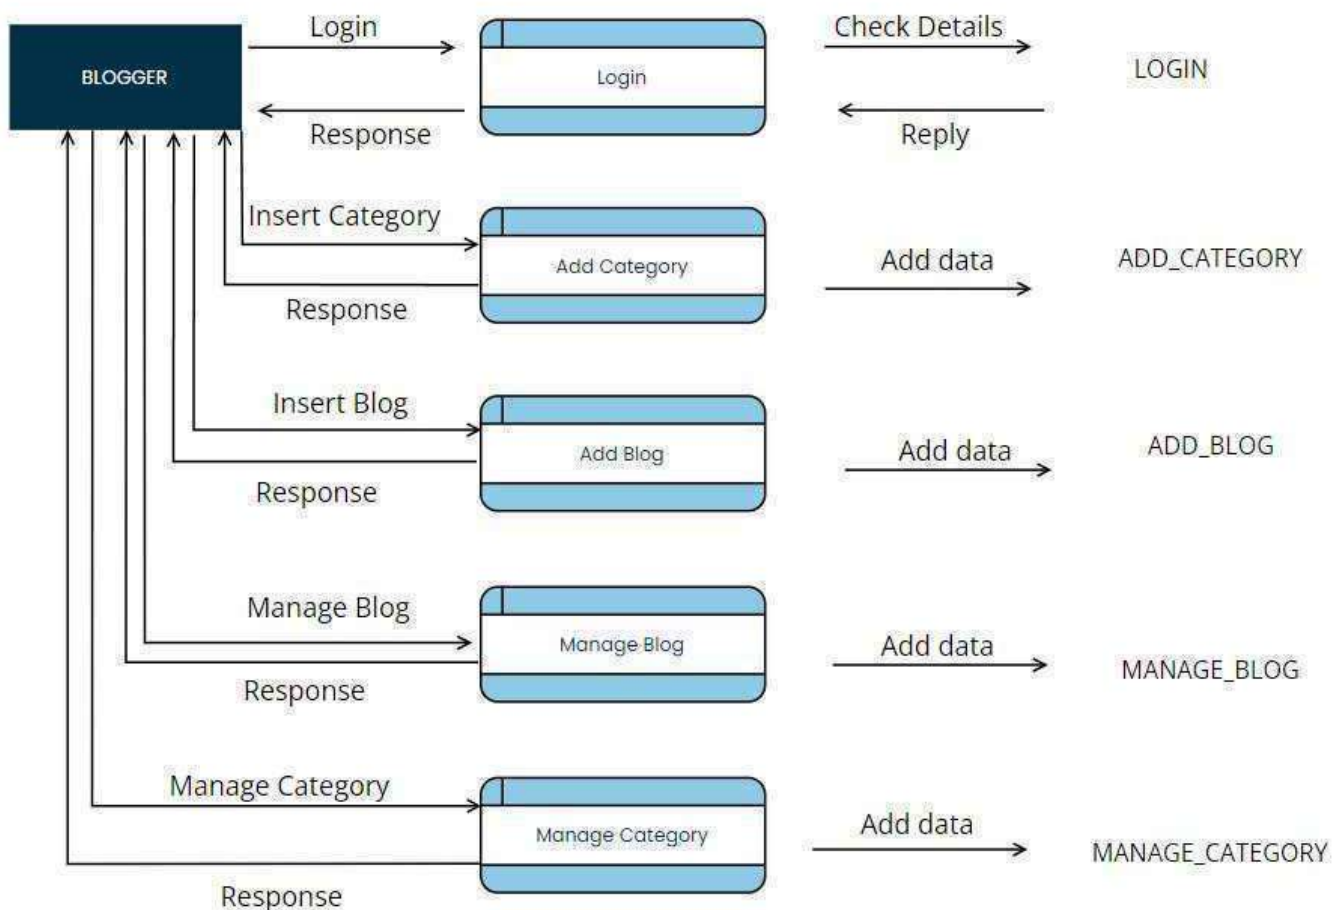 Login
Check Details
BLOGGER
Login
LOGIN
Response
Reply
Insert Category
Add Category
Add data
ADD_CATEGORY
Response
Insert Blog
Add Blog
Add data
ADD_BLOG
Response
Manage Blog
Manage Blog
Add data
MANAGE_BLOG
Response
Manage Category
Manage Category
Add data
MANAGE_CATEGORY
Response